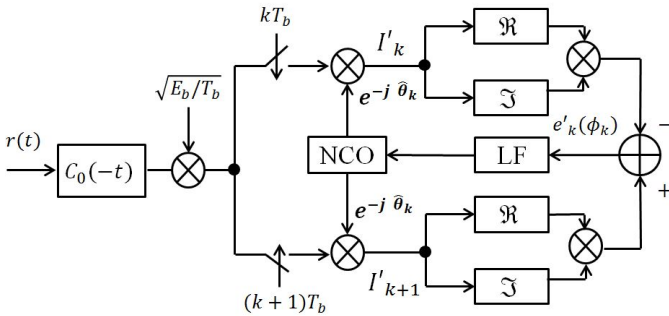 kT_b
I'_k
ℜ
√(E_b/T_b)
e^{-j θ̂_k}
ℑ
−
r(t)
C_0(−t)
NCO
LF
e'_k(ϕ_k)
+
e^{-j θ̂_k}
ℜ
I'_{k+1}
ℑ
(k + 1)T_b